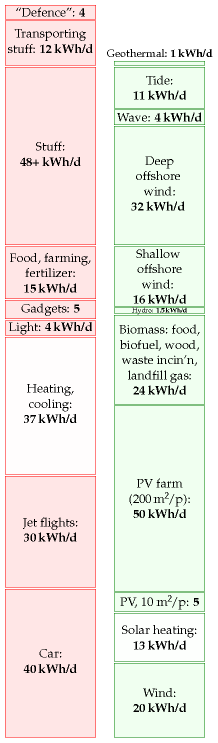 "Defence": 4
Transporting
stuff: 12 kWh/d
Stuff:
48+ kWh/d
Food, farming,
fertilizer:
15 kWh/d
Gadgets: 5
Light: 4 kWh/d
Heating,
cooling:
37 kWh/d
Jet flights:
30 kWh/d
Car:
40 kWh/d
Geothermal: 1 kWh/d
Tide:
11 kWh/d
Wave: 4 kWh/d
Deep
offshore
wind:
32 kWh/d
Shallow
offshore
wind:
16 kWh/d
Hydro: 1.5 kWh/d
Biomass: food,
biofuel, wood,
waste incin'n,
landfill gas:
24 kWh/d
PV farm
(200 m²/p):
50 kWh/d
PV, 10 m²/p: 5
Solar heating:
13 kWh/d
Wind:
20 kWh/d